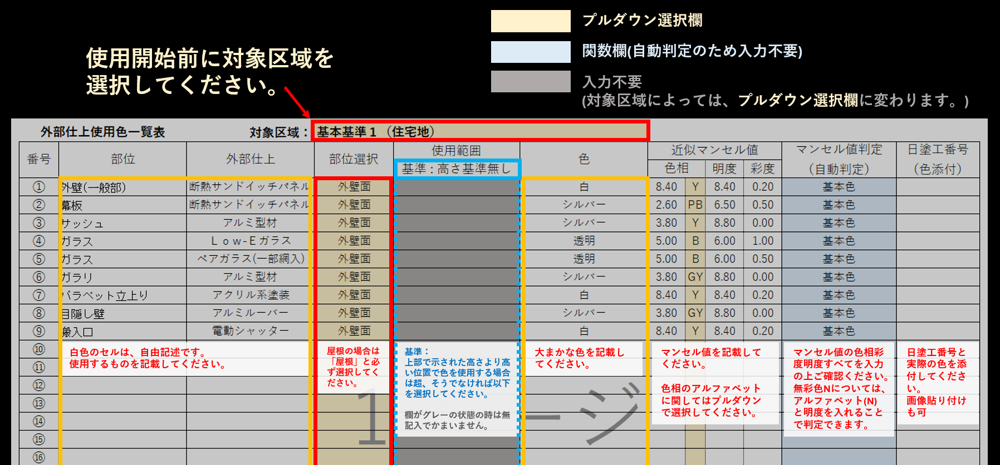 プルダウン選択欄
関数欄(自動判定のため入力不要)
入力不要
(対象区域によっては、プルダウン選択欄に変わります。)
使用開始前に対象区域を
選択してください。
外部仕上使用色一覧表 対象区域： 基本基準１（住宅地）
番号 部位 外部仕上 部位選択 使用範囲 色 近似マンセル値 マンセル値判定 日塗工番号
基準：高さ基準無し 色相 明度 彩度 （自動判定） （色添付）
① 外壁(一般部) 断熱サンドイッチパネル 外壁面 白 8.40 Y 8.40 0.20 基本色
② 幕板 断熱サンドイッチパネル 外壁面 シルバー 2.60 PB 6.50 0.50 基本色
③ サッシュ アルミ型材 外壁面 シルバー 3.80 Y 8.80 0.00 基本色
④ ガラス Ｌｏｗ-Ｅガラス 外壁面 透明 5.00 B 6.00 1.00 基本色
⑤ ガラス ペアガラス(一部網入) 外壁面 透明 5.00 B 6.00 0.50 基本色
⑥ ガラリ アルミ型材 外壁面 シルバー 3.80 GY 8.80 0.00 基本色
⑦ パラペット立上り アクリル系塗装 外壁面 白 8.40 Y 8.40 0.20 基本色
⑧ 目隠し壁 アルミルーバー 外壁面 シルバー 3.80 GY 8.80 0.00 基本色
⑨ 搬入口 電動シャッター 外壁面 白 8.40 Y 8.40 0.20 基本色
⑩
⑪
⑫
⑬
⑭
⑮
⑯
白色のセルは、自由記述です。
使用するものを記載してください。
屋根の場合は
「屋根」と必
ず選択してく
ださい。
基準：
上部で示された高さより高
い位置で色を使用する場合
は超、そうでなければ以下
を選択してください。
欄がグレーの状態の時は無
記入でかまいません。
大まかな色を記載し
てください。
マンセル値を記載して
ください。
色相のアルファベット
に関してはプルダウン
で選択してください。
マンセル値の色相彩
度明度すべてを入力
の上ご確認ください。
無彩色Nについては、
アルファベット(N)
と明度を入れること
で判定できます。
日塗工番号と
実際の色を添
付してくださ
い。
画像貼り付け
も可